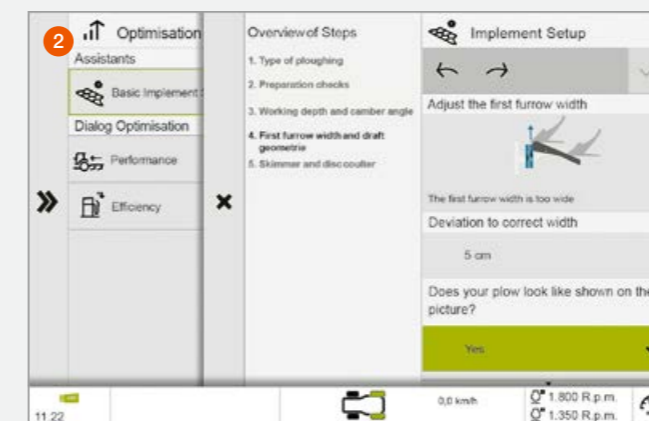 2
Optimisation
Assistants
Basic Implement
Dialog Optimisation
Performance
Efficiency
Overview of Steps
1. Type of ploughing
2. Preparation checks
3. Working depth and camber angle
4. First furrow width and draft
geometrie
5. Skimmer and disc coulter
Implement Setup
Adjust the first furrow width
The first furrow width is too wide
Deviation to correct width
5 cm
Does your plow look like shown on the
picture?
Yes
11.22
0,0 km/h
1.800 R.p.m.
1.350 R.p.m.